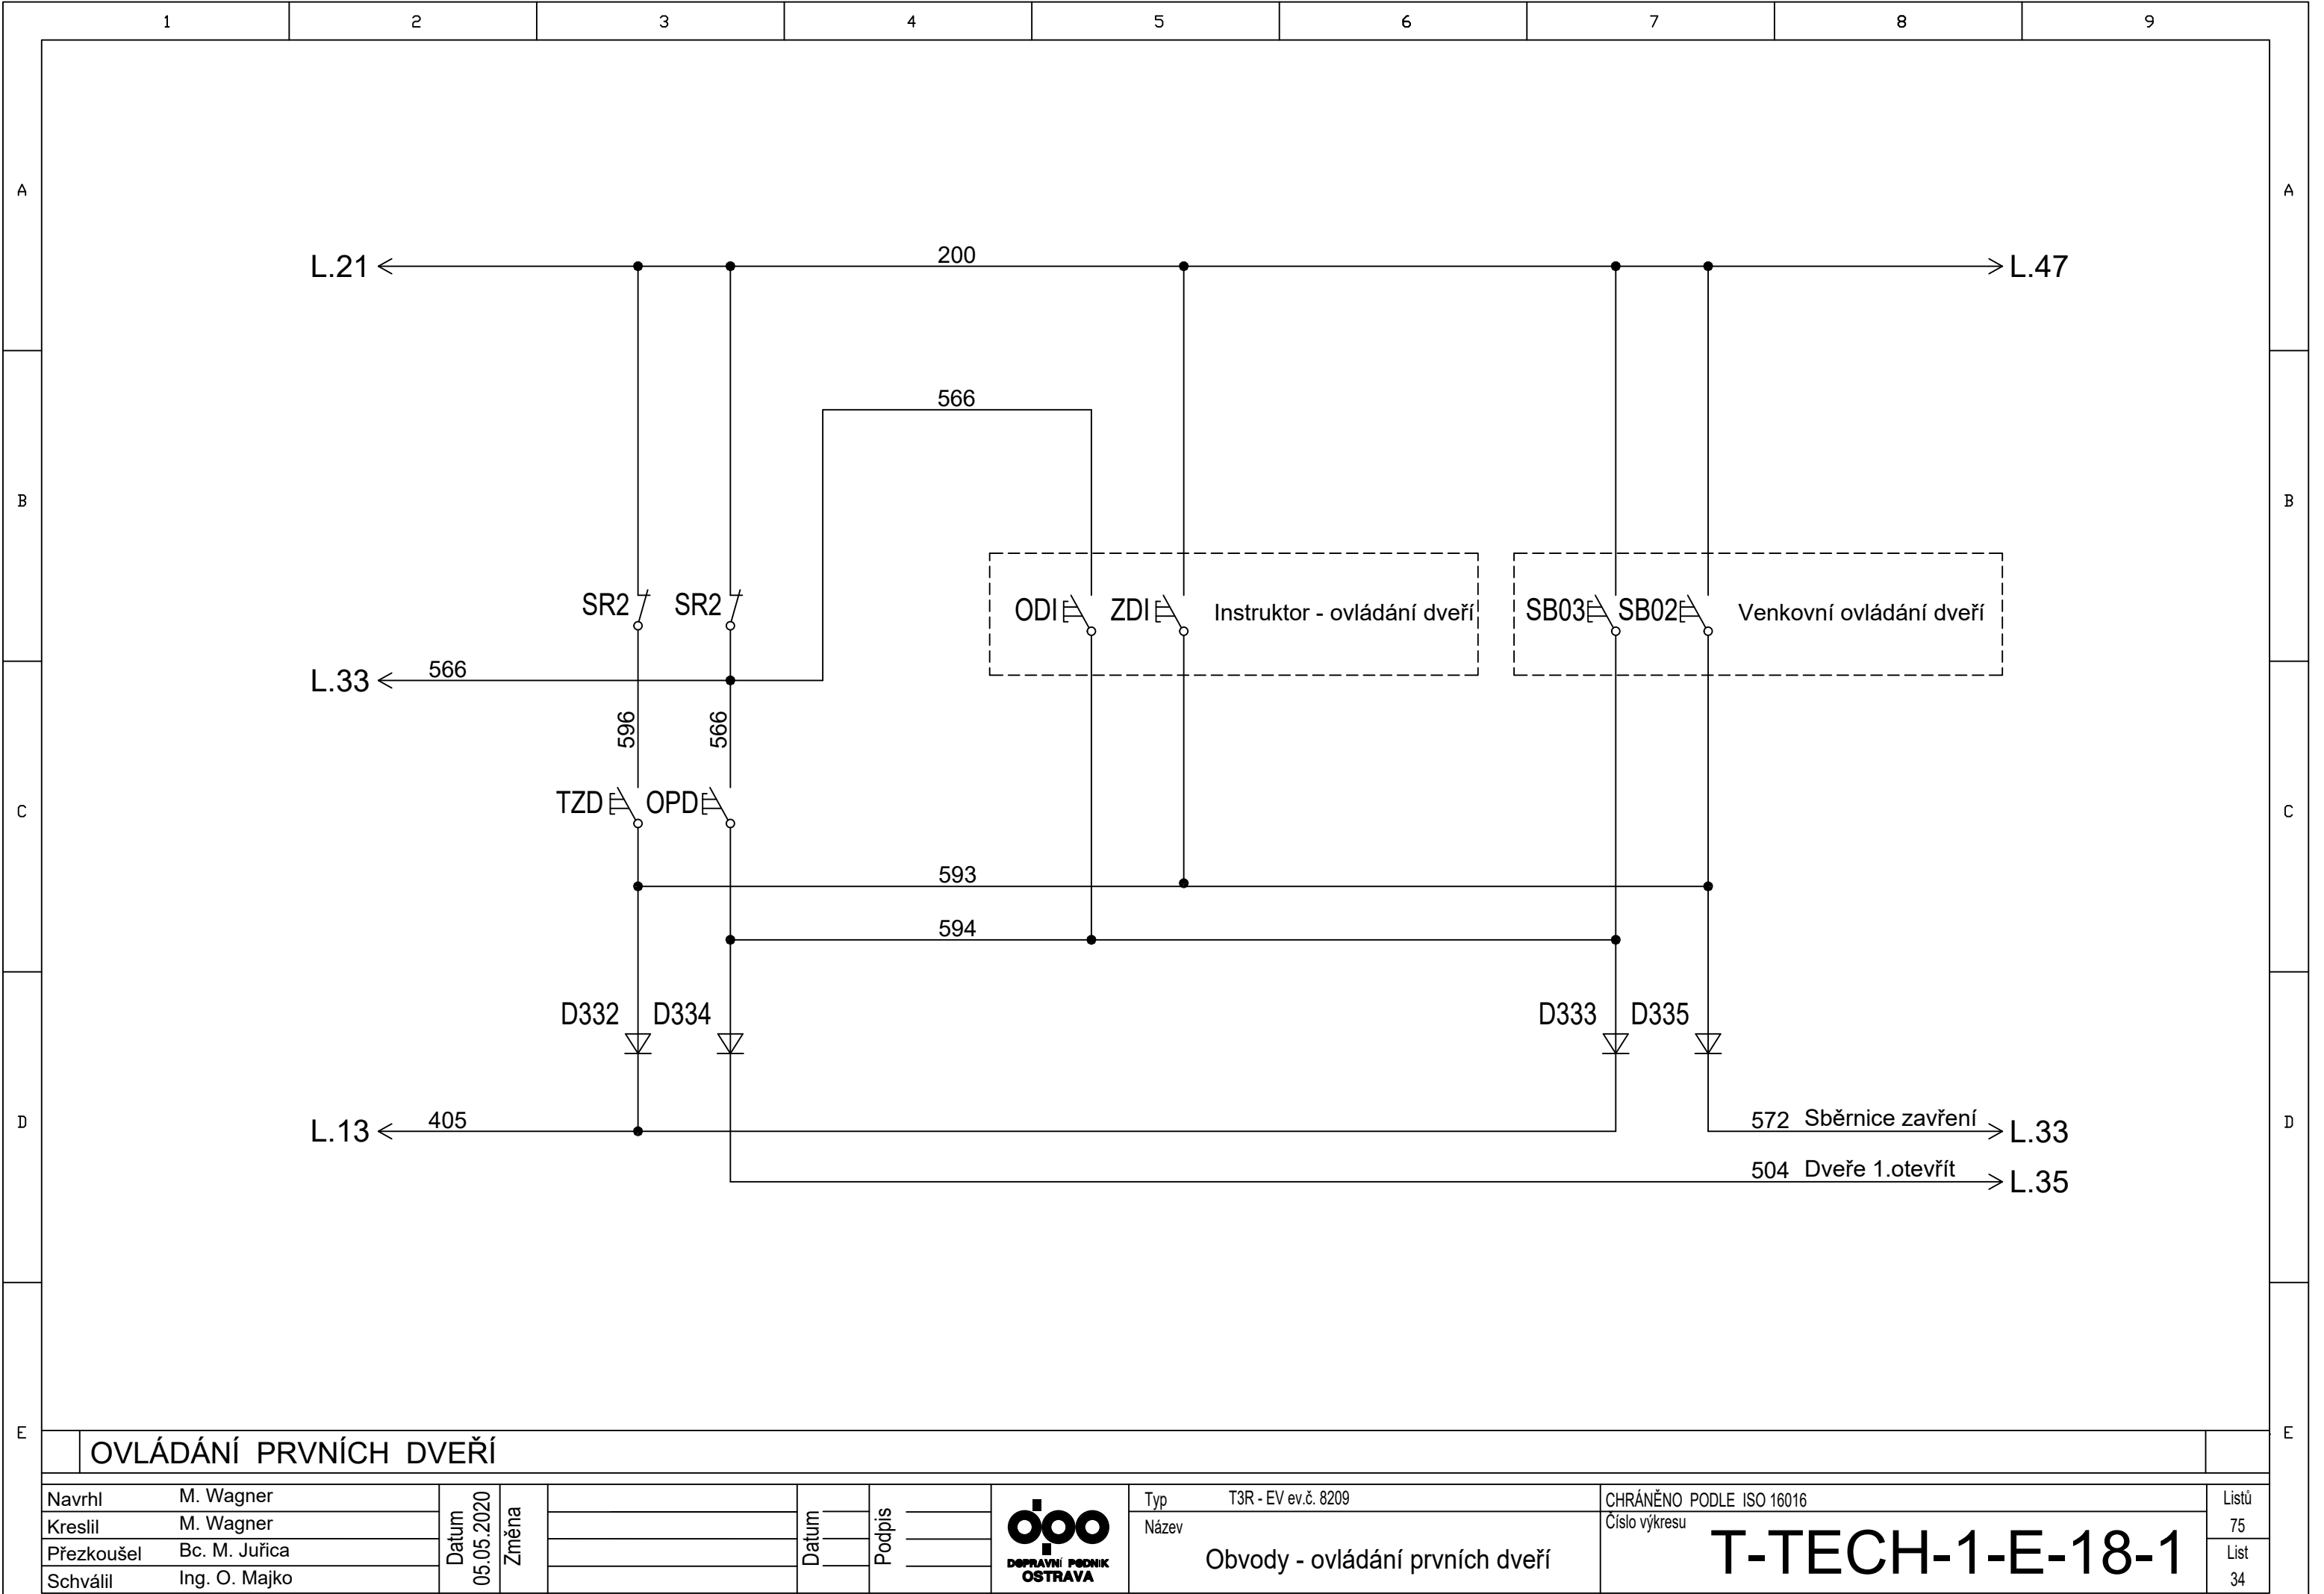 1 2 3 4 5 6 7 8 9
A A
L.21 200 L.47
566
B B
SR2 SR2 ODI ZDI Instruktor - ovládání dveří SB03 SB02 Venkovní ovládání dveří
L.33 566
596 566
TZD OPD
C C
593
594
D332 D334 D333 D335
L.13 405 572 Sběrnice zavření L.33
D D
504 Dveře 1.otevřít L.35
E E
OVLÁDÁNÍ PRVNÍCH DVEŘÍ
Navrhl M. Wagner
Kreslil M. Wagner
Přezkoušel Bc. M. Juřica
Schválil Ing. O. Majko
Datum 05.05.2020
Změna
Datum
Podpis
dpo
DOPRAVNÍ PODNIK
OSTRAVA
Typ T3R - EV ev.č. 8209
Název
Obvody - ovládání prvních dveří
CHRÁNĚNO PODLE ISO 16016
Číslo výkresu
T-TECH-1-E-18-1
Listů
75
List
34